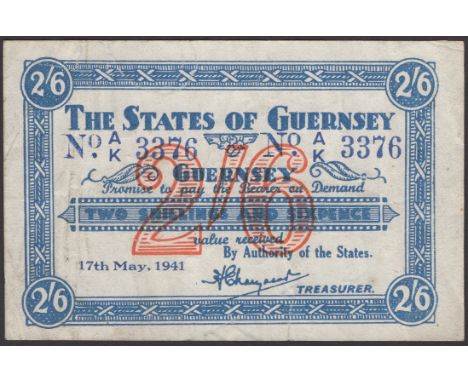 2/6 2/6
THE STATES OF GUERNSEY
No. A/K 3376 No. A/K 3376
2/6
GUERNSEY
Promise to pay the Bearer on Demand
TWO SHILLINGS AND SIXPENCE
value received
By Authority of the States.
17th May, 1941
TREASURER.
2/6 2/6